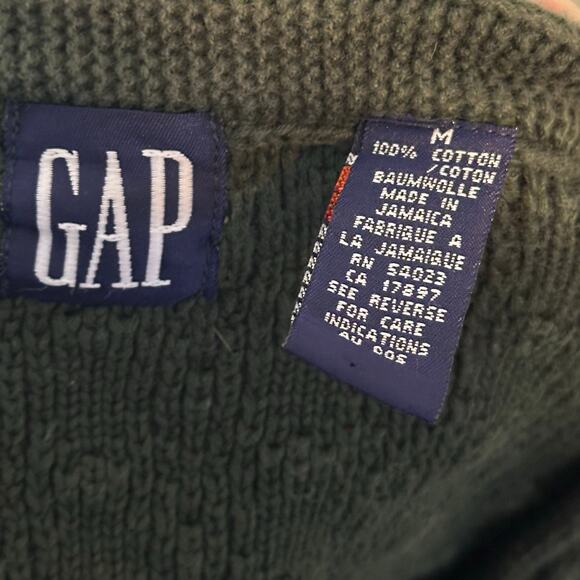 GAP
M
100% COTTON
/COTON
BAUMWOLLE
MADE IN
JAMAICA
FABRIQUE A
LA JAMAIQUE
RN 54023
CA 17897
SEE REVERSE
FOR CARE
INDICATIONS
AU DOS